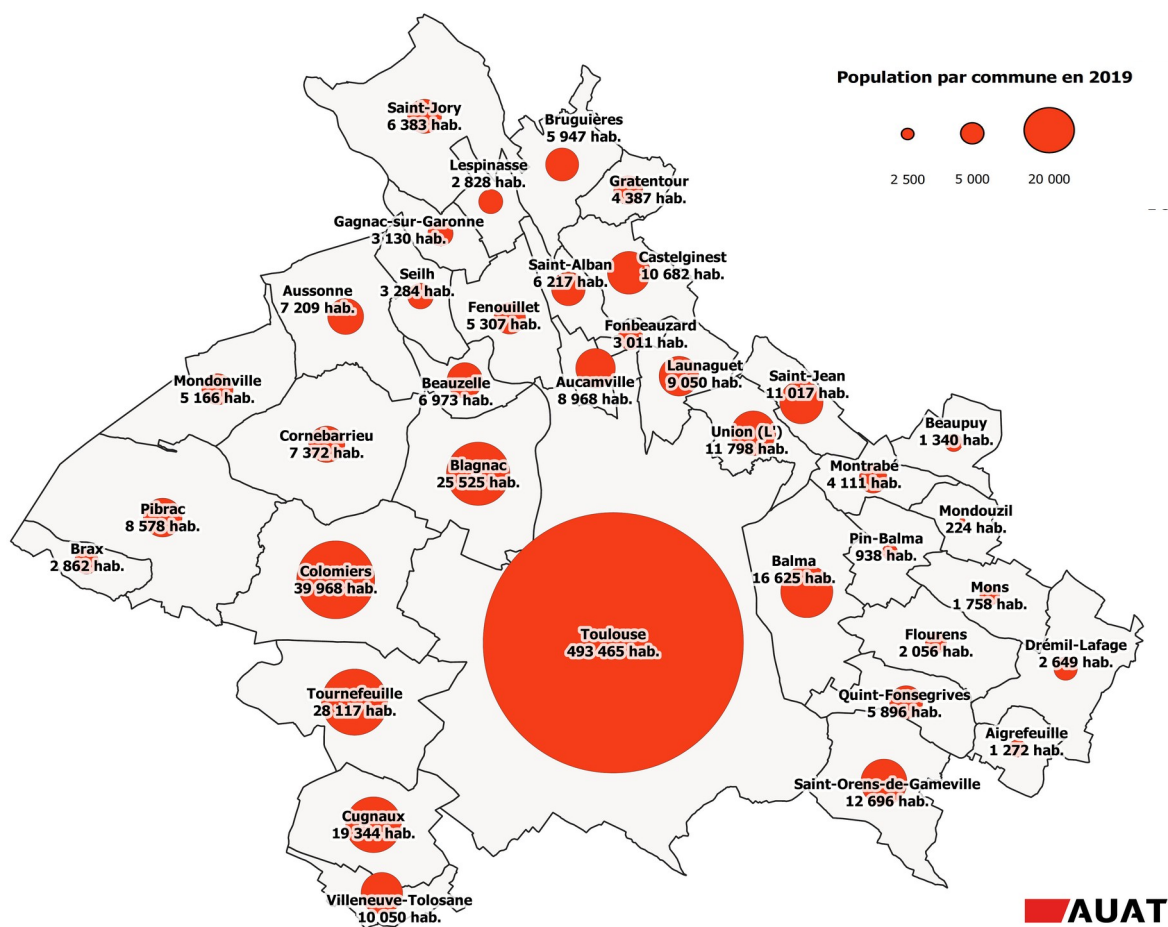 Population par commune en 2019
2 500
5 000
20 000
Saint-Jory
6 383 hab.
Bruguières
5 947 hab.
Lespinasse
2 828 hab.
Gratentour
4 387 hab.
Gagnac-sur-Garonne
3 130 hab.
Castelginest
10 682 hab.
Saint-Alban
6 217 hab.
Seilh
3 284 hab.
Aussonne
7 209 hab.
Fenouillet
5 307 hab.
Fonbeauzard
3 011 hab.
Launaguet
9 050 hab.
Saint-Jean
11 017 hab.
Mondonville
5 166 hab.
Beauzelle
6 973 hab.
Aucamville
8 968 hab.
Beaupuy
1 340 hab.
Union (L')
11 798 hab.
Cornebarrieu
7 372 hab.
Blagnac
25 525 hab.
Montrabé
4 111 hab.
Mondouzil
224 hab.
Pibrac
8 578 hab.
Pin-Balma
938 hab.
Brax
2 862 hab.
Colomiers
39 968 hab.
Balma
16 625 hab.
Mons
1 758 hab.
Toulouse
493 465 hab.
Flourens
2 056 hab.
Drémil-Lafage
2 649 hab.
Tournefeuille
28 117 hab.
Quint-Fonsegrives
5 896 hab.
Aigrefeuille
1 272 hab.
Saint-Orens-de-Gameville
12 696 hab.
Cugnaux
19 344 hab.
Villeneuve-Tolosane
10 050 hab.
AUAT